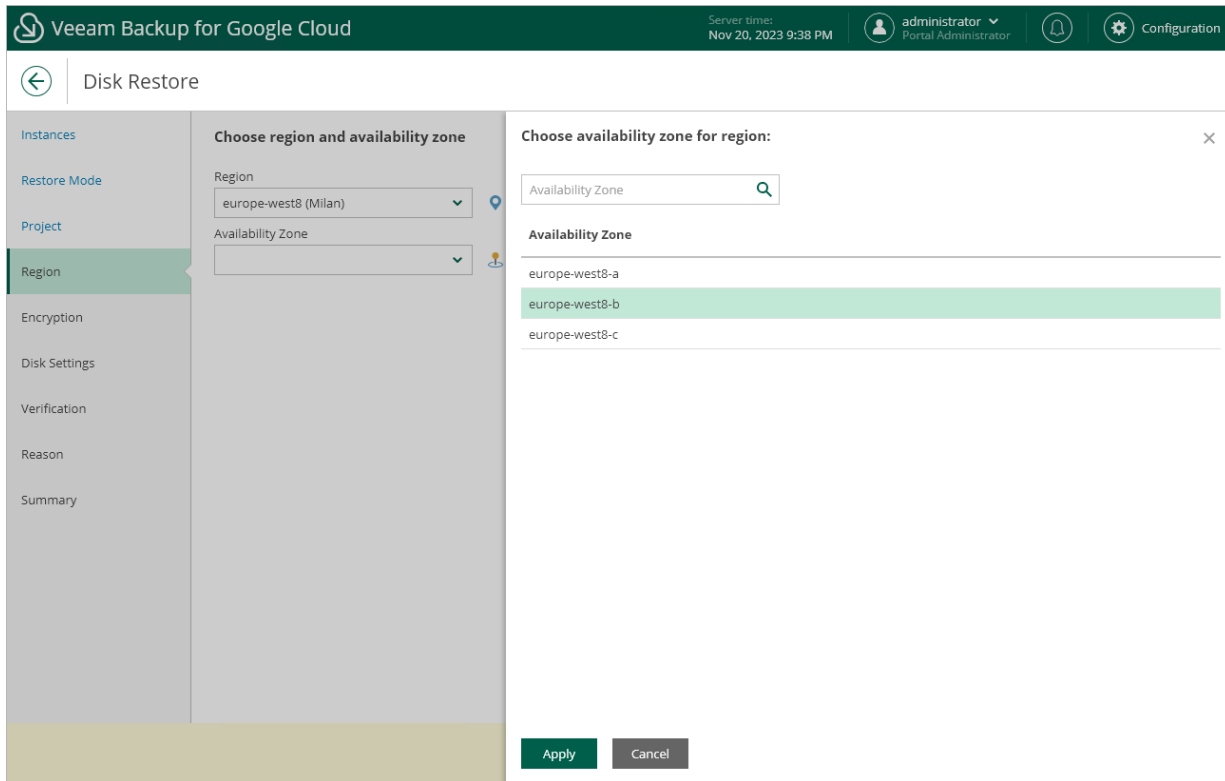 Veeam Backup for Google Cloud
Server time:
Nov 20, 2023 9:38 PM
administrator
Portal Administrator
Configuration
Disk Restore
Instances
Restore Mode
Project
Region
Encryption
Disk Settings
Verification
Reason
Summary
Choose region and availability zone
Region
europe-west8 (Milan)
Availability Zone
Choose availability zone for region:
Availability Zone
Availability Zone
europe-west8-a
europe-west8-b
europe-west8-c
Apply
Cancel